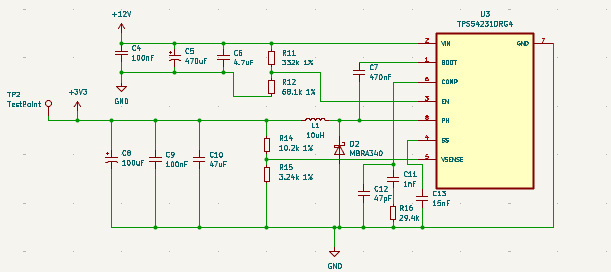 +12V
U3
TPS54231DRG4
C4
100nF
C5
470uF
C6
4.7uF
R11
332k 1%
R12
68.1k 1%
GND
C7
470nF
2
VIN
GND
7
1
BOOT
6
COMP
3
EN
8
PH
4
SS
5
VSENSE
TP2
TestPoint
+3V3
L1
10uH
C8
100uF
C9
100nF
C10
47uF
R14
10.2k 1%
R15
3.24k 1%
D2
MBRA340
C12
47pF
C11
1nF
R16
29.4k
C13
15nF
GND